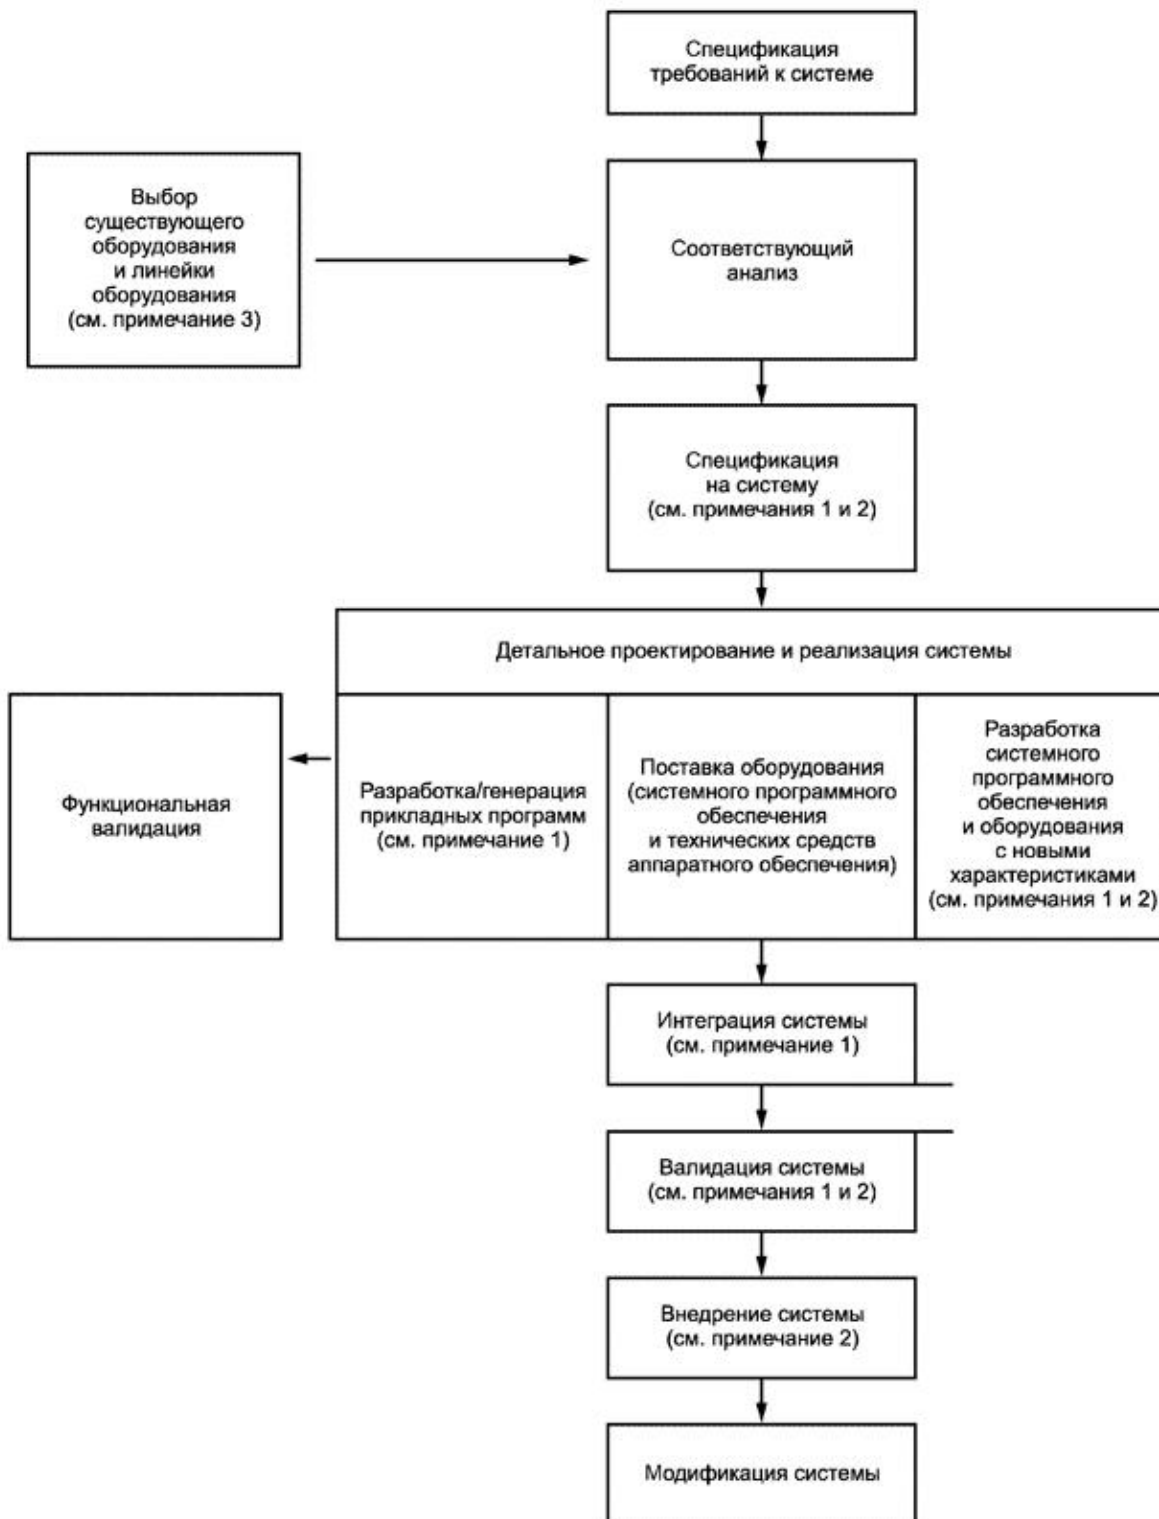 Спецификация
требований к системе
Выбор
существующего
оборудования
и линейки
оборудования
(см. примечание 3)
Соответствующий
анализ
Спецификация
на систему
(см. примечания 1 и 2)
Детальное проектирование и реализация системы
Функциональная
валидация
Разработка/генерация
прикладных программ
(см. примечание 1)
Поставка оборудования
(системного программного
обеспечения
и технических средств
аппаратного обеспечения)
Разработка
системного
программного
обеспечения
и оборудования
с новыми
характеристиками
(см. примечания 1 и 2)
Интеграция системы
(см. примечание 1)
Валидация системы
(см. примечания 1 и 2)
Внедрение системы
(см. примечание 2)
Модификация системы